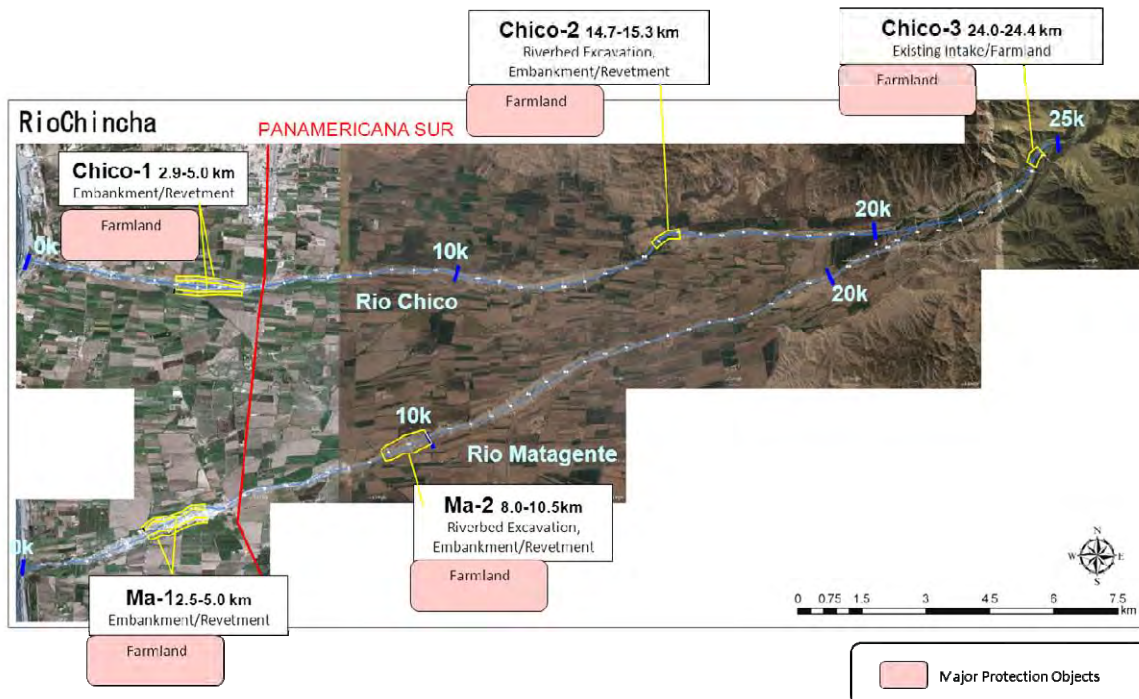 Chico-2 14.7-15.3 km
Riverbed Excavation,
Embankment/Revetment
Farmland
Chico-3 24.0-24.4 km
Existing Intake/Farmland
Farmland
RioChincha
PANAMERICANA SUR
25k
Chico-1 2.9-5.0 km
Embankment/Revetment
Farmland
0k
10k
20k
Rio Chico
20k
10k
Rio Matagente
Ma-2 8.0-10.5km
Riverbed Excavation,
Embankment/Revetment
Farmland
0k
Ma-1 2.5-5.0 km
Embankment/Revetment
Farmland
N
W E
S
0 0.75 1.5 3 4.5 6 7.5
km
Major Protection Objects